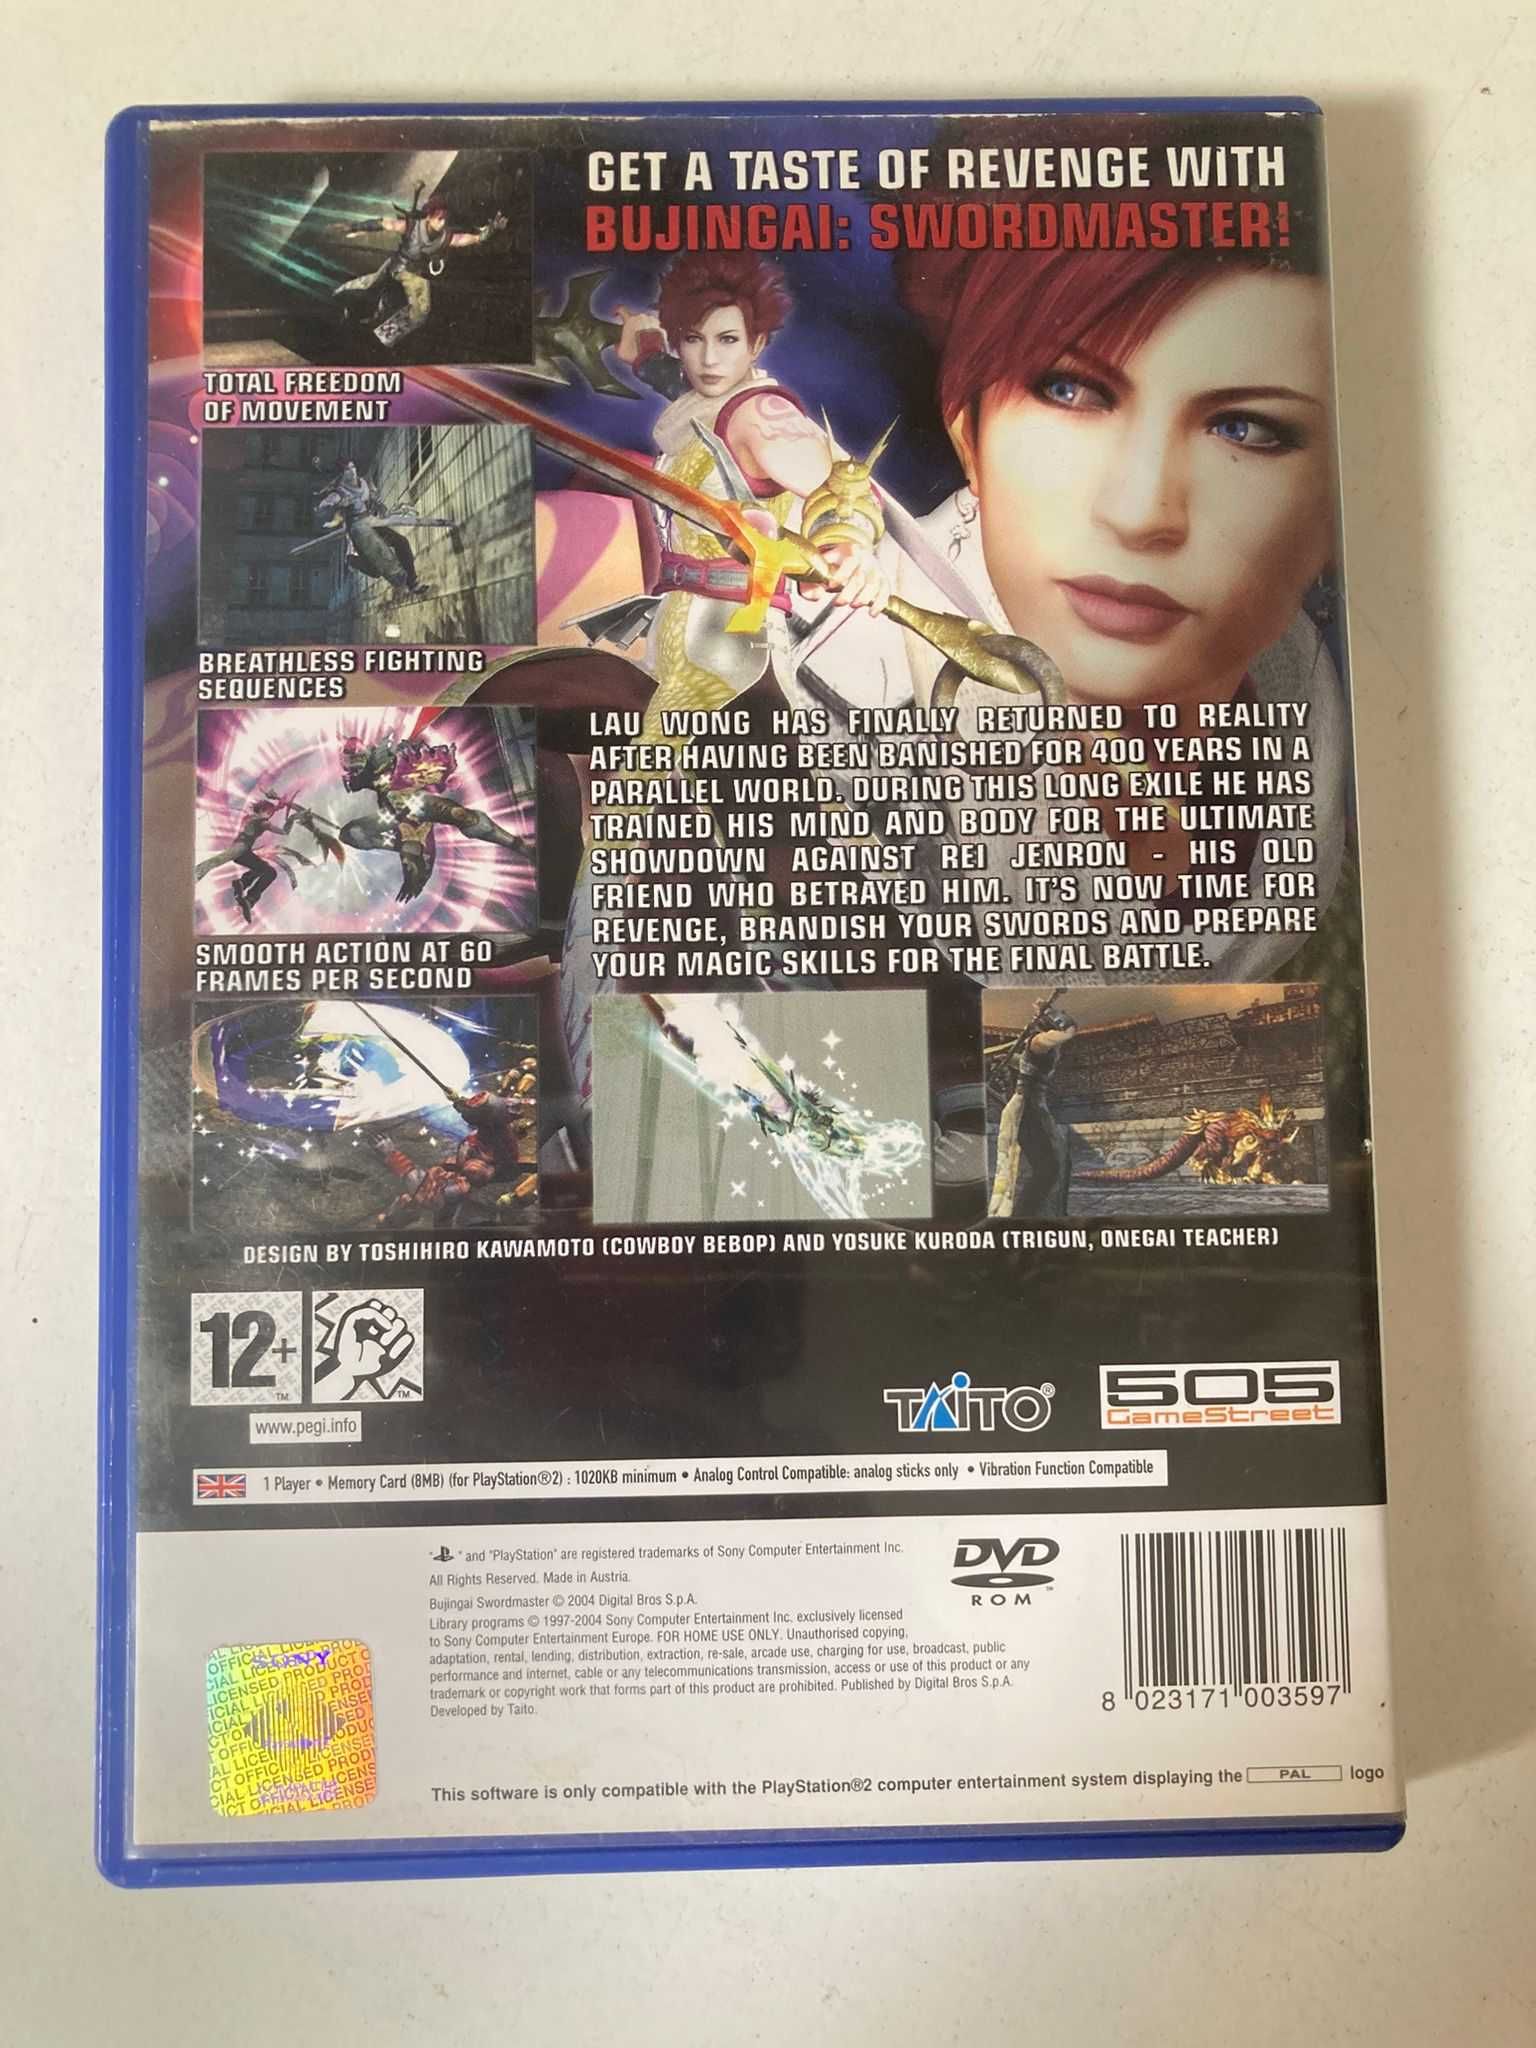 GET A TASTE OF REVENGE WITH
BUJINGAI: SWORDMASTER!
TOTAL FREEDOM
OF MOVEMENT
BREATHLESS FIGHTING
SEQUENCES
SMOOTH ACTION AT 60
FRAMES PER SECOND
LAU WONG HAS FINALLY RETURNED TO REALITY
AFTER HAVING BEEN BANISHED FOR 400 YEARS IN A
PARALLEL WORLD. DURING THIS LONG EXILE HE HAS
TRAINED HIS MIND AND BODY FOR THE ULTIMATE
SHOWDOWN AGAINST REI JENRON - HIS OLD
FRIEND WHO BETRAYED HIM. IT'S NOW TIME FOR
REVENGE, BRANDISH YOUR SWORDS AND PREPARE
YOUR MAGIC SKILLS FOR THE FINAL BATTLE.
DESIGN BY TOSHIHIRO KAWAMOTO (COWBOY BEBOP) AND YOSUKE KURODA (TRIGUN, ONEGAI TEACHER)
12+ ™ ™
www.pegi.info
TAITO®
505
GameStreet
1 Player • Memory Card (8MB) (for PlayStation®2) : 1020KB minimum • Analog Control Compatible: analog sticks only • Vibration Function Compatible
" " and "PlayStation" are registered trademarks of Sony Computer Entertainment Inc.
All Rights Reserved. Made in Austria.
Bujingai Swordmaster © 2004 Digital Bros S.p.A.
Library programs © 1997-2004 Sony Computer Entertainment Inc. exclusively licensed
to Sony Computer Entertainment Europe. FOR HOME USE ONLY. Unauthorised copying,
adaptation, rental, lending, distribution, extraction, re-sale, arcade use, charging for use, broadcast, public
performance and internet, cable or any telecommunications transmission, access or use of this product or any
trademark or copyright work that forms part of this product are prohibited. Published by Digital Bros S.p.A.
Developed by Taito.
DVD™
ROM
8 023171 003597
SONY
OFFICIAL LICENSED PRODUCT
This software is only compatible with the PlayStation®2 computer entertainment system displaying the PAL logo